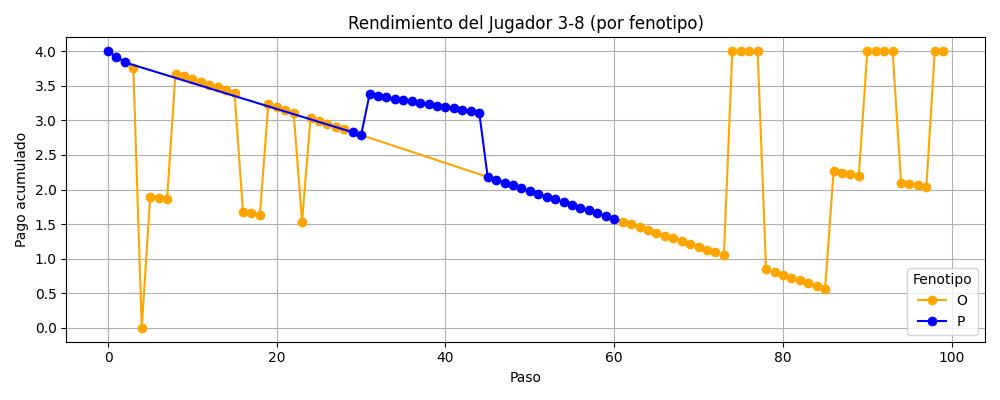 Rendimiento del Jugador 3-8 (por fenotipo)
Pago acumulado
4.0
3.5
3.0
2.5
2.0
1.5
1.0
0.5
0.0
Fenotipo
O
P
0 20 40 60 80 100
Paso